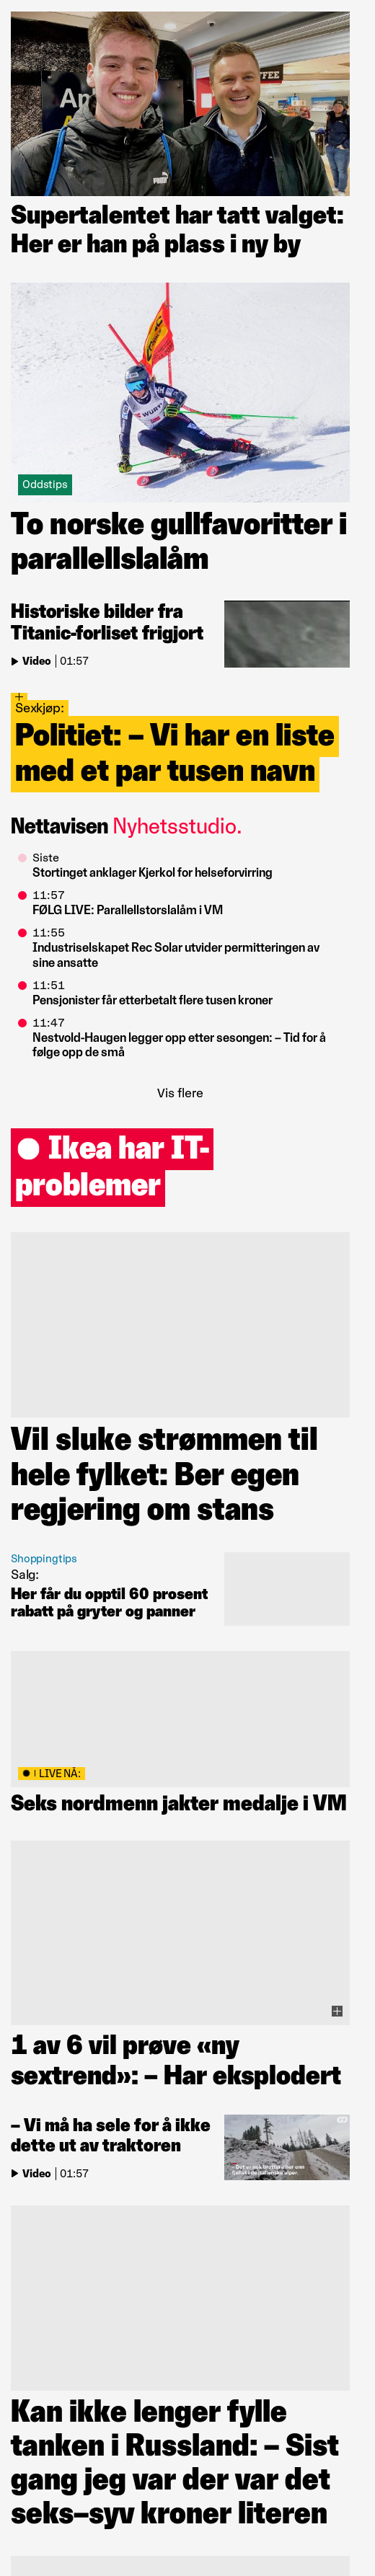 Supertalentet har tatt valget:
Her er han på plass i ny by
Oddstips
To norske gullfavoritter i
parallellslalåm
Historiske bilder fra
Titanic-forliset frigjort
Video | 01:57
+
Sexkjøp:
Politiet: – Vi har en liste
med et par tusen navn
Nettavisen Nyhetsstudio.
Siste
Stortinget anklager Kjerkol for helseforvirring
11:57
FØLG LIVE: Parallellstorslalåm i VM
11:55
Industriselskapet Rec Solar utvider permitteringen av
sine ansatte
11:51
Pensjonister får etterbetalt flere tusen kroner
11:47
Nestvold-Haugen legger opp etter sesongen: – Tid for å
følge opp de små
Vis flere
Ikea har IT-
problemer
Vil sluke strømmen til
hele fylket: Ber egen
regjering om stans
Shoppingtips
Salg:
Her får du opptil 60 prosent
rabatt på gryter og panner
LIVE NÅ:
Seks nordmenn jakter medalje i VM
1 av 6 vil prøve «ny
sextrend»: – Har eksplodert
– Vi må ha sele for å ikke
dette ut av traktoren
Video | 01:57
Kan ikke lenger fylle
tanken i Russland: – Sist
gang jeg var der var det
seks–syv kroner literen